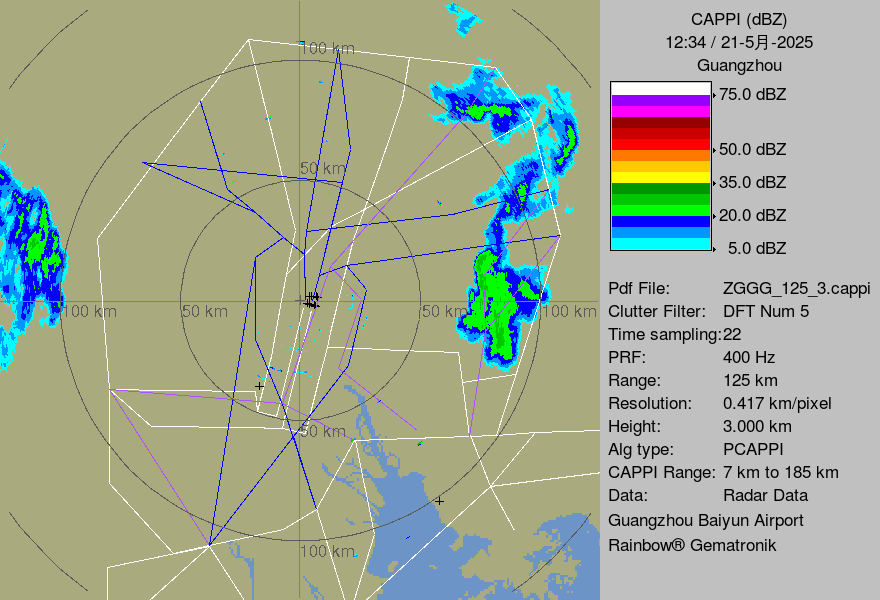 CAPPI (dBZ)
12:34 / 21-5月-2025
Guangzhou
75.0 dBZ
50.0 dBZ
35.0 dBZ
20.0 dBZ
5.0 dBZ
Pdf File: ZGGG_125_3.cappi
Clutter Filter: DFT Num 5
Time sampling:22
PRF: 400 Hz
Range: 125 km
Resolution: 0.417 km/pixel
Height: 3.000 km
Alg type: PCAPPI
CAPPI Range: 7 km to 185 km
Data: Radar Data
Guangzhou Baiyun Airport
Rainbow® Gematronik
100 km
50 km
100 km
50 km
50 km
100 km
50 km
100 km